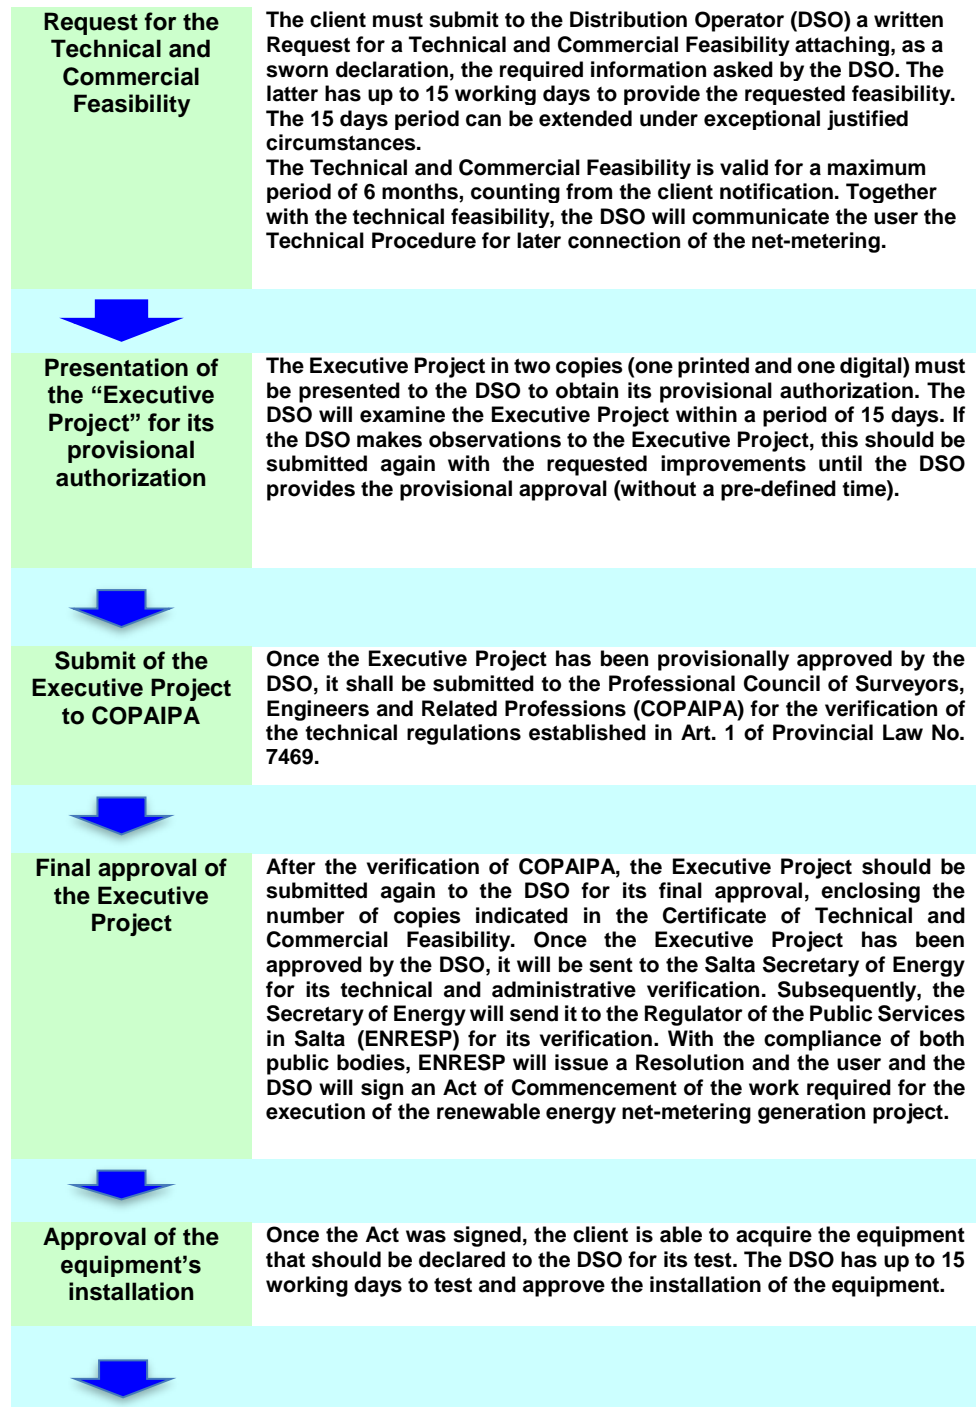 Request for the
Technical and
Commercial
Feasibility
The client must submit to the Distribution Operator (DSO) a written
Request for a Technical and Commercial Feasibility attaching, as a
sworn declaration, the required information asked by the DSO. The
latter has up to 15 working days to provide the requested feasibility.
The 15 days period can be extended under exceptional justified
circumstances.
The Technical and Commercial Feasibility is valid for a maximum
period of 6 months, counting from the client notification. Together
with the technical feasibility, the DSO will communicate the user the
Technical Procedure for later connection of the net-metering.
Presentation of
the “Executive
Project” for its
provisional
authorization
The Executive Project in two copies (one printed and one digital) must
be presented to the DSO to obtain its provisional authorization. The
DSO will examine the Executive Project within a period of 15 days. If
the DSO makes observations to the Executive Project, this should be
submitted again with the requested improvements until the DSO
provides the provisional approval (without a pre-defined time).
Submit of the
Executive Project
to COPAIPA
Once the Executive Project has been provisionally approved by the
DSO, it shall be submitted to the Professional Council of Surveyors,
Engineers and Related Professions (COPAIPA) for the verification of
the technical regulations established in Art. 1 of Provincial Law No.
7469.
Final approval of
the Executive
Project
After the verification of COPAIPA, the Executive Project should be
submitted again to the DSO for its final approval, enclosing the
number of copies indicated in the Certificate of Technical and
Commercial Feasibility. Once the Executive Project has been
approved by the DSO, it will be sent to the Salta Secretary of Energy
for its technical and administrative verification. Subsequently, the
Secretary of Energy will send it to the Regulator of the Public Services
in Salta (ENRESP) for its verification. With the compliance of both
public bodies, ENRESP will issue a Resolution and the user and the
DSO will sign an Act of Commencement of the work required for the
execution of the renewable energy net-metering generation project.
Approval of the
equipment’s
installation
Once the Act was signed, the client is able to acquire the equipment
that should be declared to the DSO for its test. The DSO has up to 15
working days to test and approve the installation of the equipment.